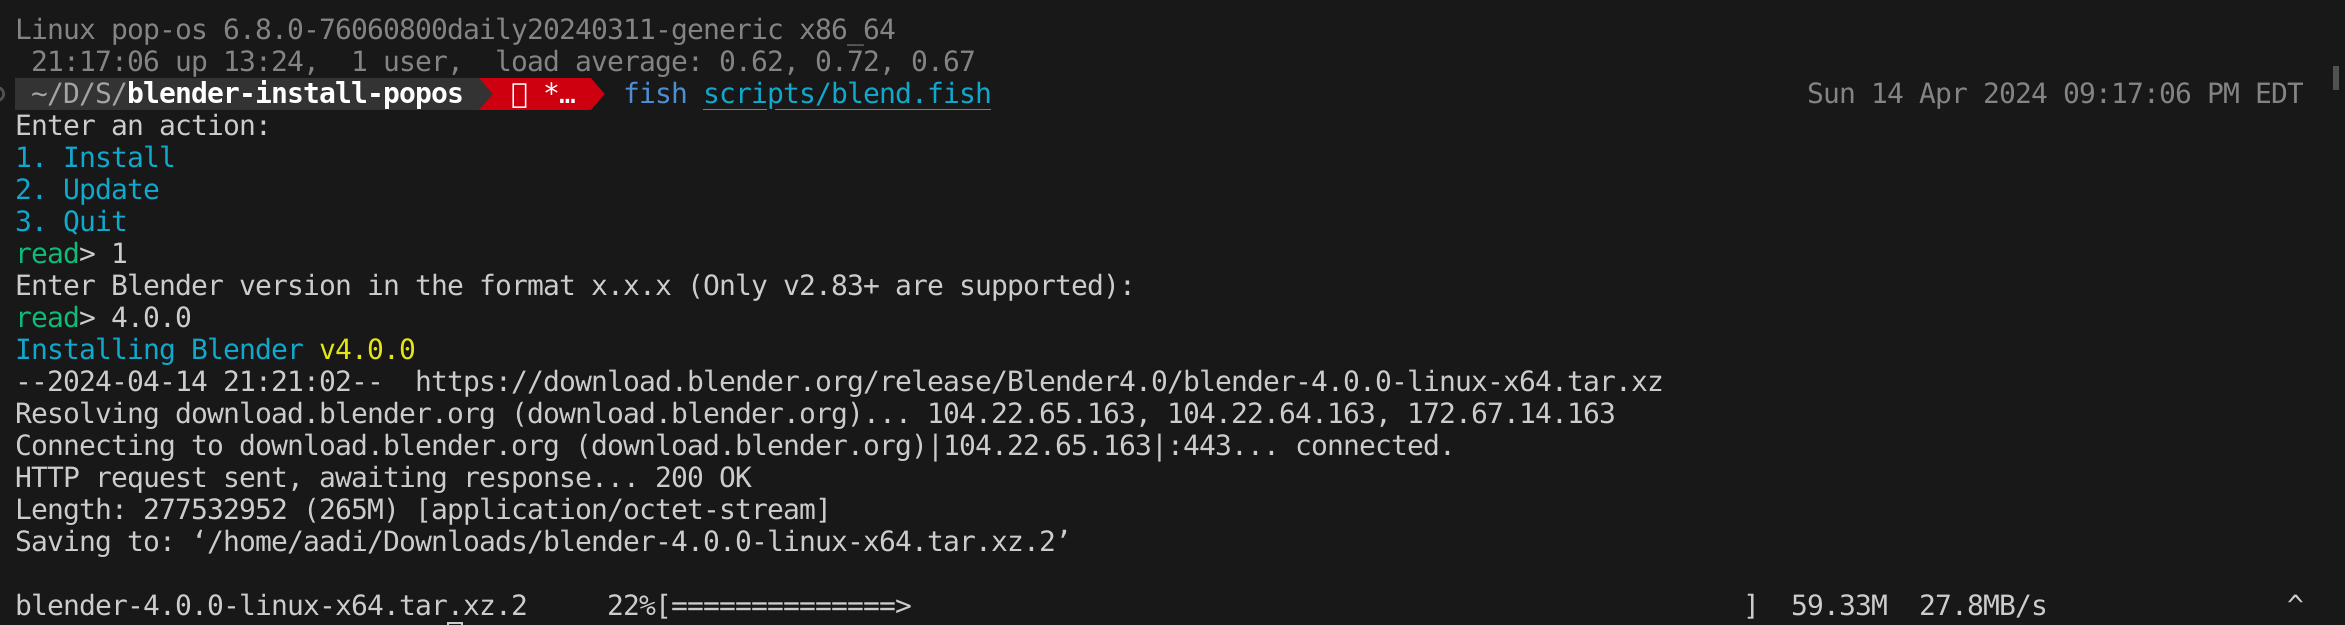 Linux pop-os 6.8.0-76060800daily20240311-generic x86_64
 21:17:06 up 13:24,  1 user,  load average: 0.62, 0.72, 0.67
~/D/S/blender-install-popos  *… fish scripts/blend.fish Sun 14 Apr 2024 09:17:06 PM EDT
Enter an action:
1. Install
2. Update
3. Quit
read> 1
Enter Blender version in the format x.x.x (Only v2.83+ are supported):
read> 4.0.0
Installing Blender v4.0.0
--2024-04-14 21:21:02--  https://download.blender.org/release/Blender4.0/blender-4.0.0-linux-x64.tar.xz
Resolving download.blender.org (download.blender.org)... 104.22.65.163, 104.22.64.163, 172.67.14.163
Connecting to download.blender.org (download.blender.org)|104.22.65.163|:443... connected.
HTTP request sent, awaiting response... 200 OK
Length: 277532952 (265M) [application/octet-stream]
Saving to: ‘/home/aadi/Downloads/blender-4.0.0-linux-x64.tar.xz.2’
blender-4.0.0-linux-x64.tar.xz.2     22%[==============>                                                    ]  59.33M  27.8MB/s               ^